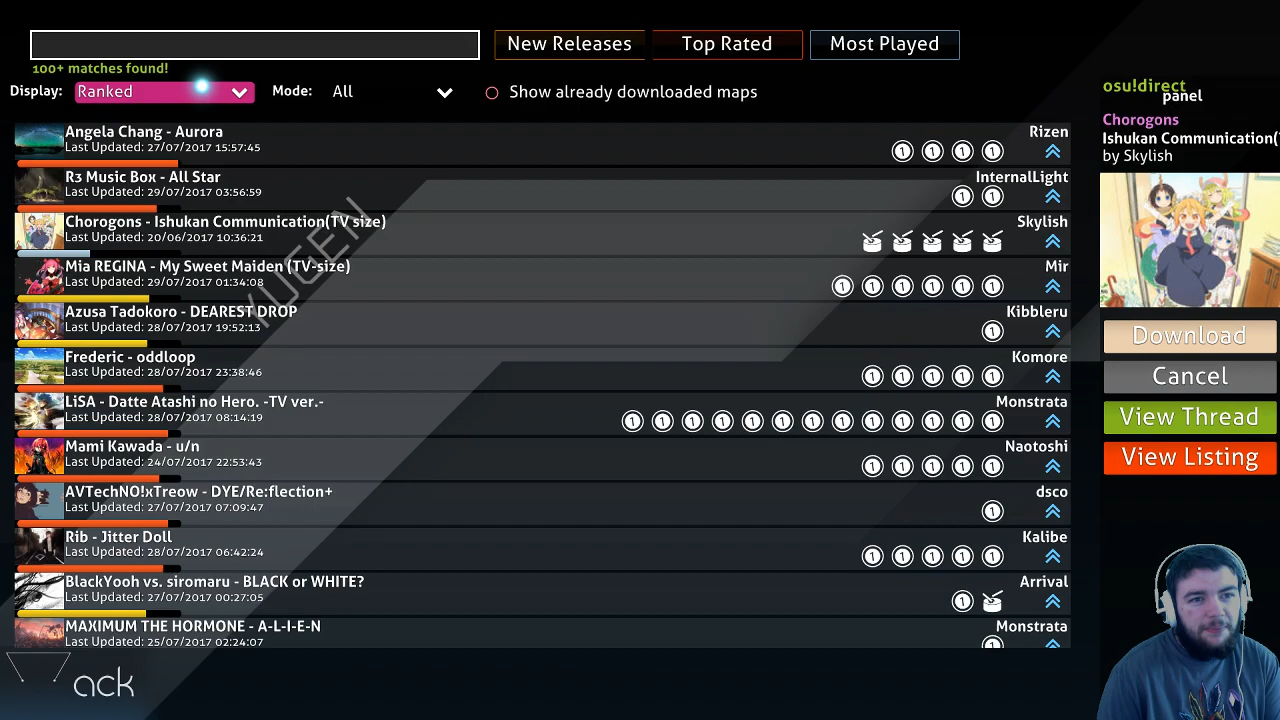 New Releases
Top Rated
Most Played
100+ matches found!
Display: Ranked
Mode: All
Show already downloaded maps
Angela Chang - Aurora
Last Updated: 27/07/2017 15:57:45
Rizen
R3 Music Box - All Star
Last Updated: 29/07/2017 03:56:59
InternalLight
Chorogons - Ishukan Communication(TV size)
Last Updated: 20/06/2017 10:36:21
Skylish
Mia REGINA - My Sweet Maiden (TV-size)
Last Updated: 29/07/2017 01:34:08
Mir
Azusa Tadokoro - DEAREST DROP
Last Updated: 28/07/2017 19:52:13
Kibbleru
Frederic - oddloop
Last Updated: 28/07/2017 23:38:46
Komore
LiSA - Datte Atashi no Hero. -TV ver.-
Last Updated: 28/07/2017 08:14:19
Monstrata
Mami Kawada - u/n
Last Updated: 24/07/2017 22:53:43
Naotoshi
AVTechNO!xTreow - DYE/Re:flection+
Last Updated: 27/07/2017 07:09:47
dsco
Rib - Jitter Doll
Last Updated: 28/07/2017 06:42:24
Kalibe
BlackYooh vs. siromaru - BLACK or WHITE?
Last Updated: 27/07/2017 00:27:05
Arrival
MAXIMUM THE HORMONE - A-L-I-E-N
Last Updated: 25/07/2017 02:24:07
Monstrata
YUGEN
ack
osu!direct
panel
Chorogons
Ishukan Communication(
by Skylish
Download
Cancel
View Thread
View Listing